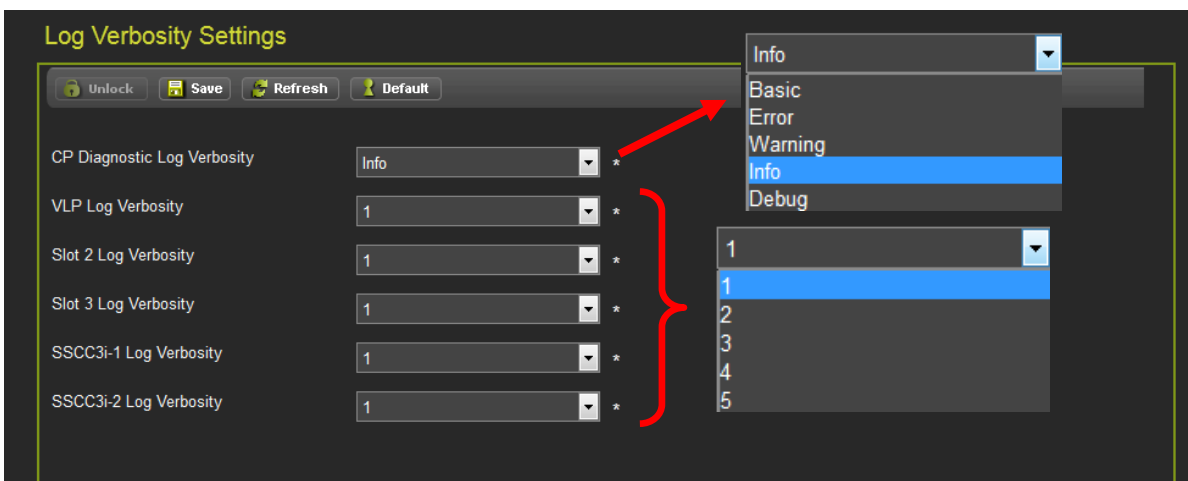 Log Verbosity Settings
Unlock Save Refresh Default
CP Diagnostic Log Verbosity Info *
VLP Log Verbosity 1 *
Slot 2 Log Verbosity 1 *
Slot 3 Log Verbosity 1 *
SSCC3i-1 Log Verbosity 1 *
SSCC3i-2 Log Verbosity 1 *
Info
Basic
Error
Warning
Info
Debug
1
1
2
3
4
5